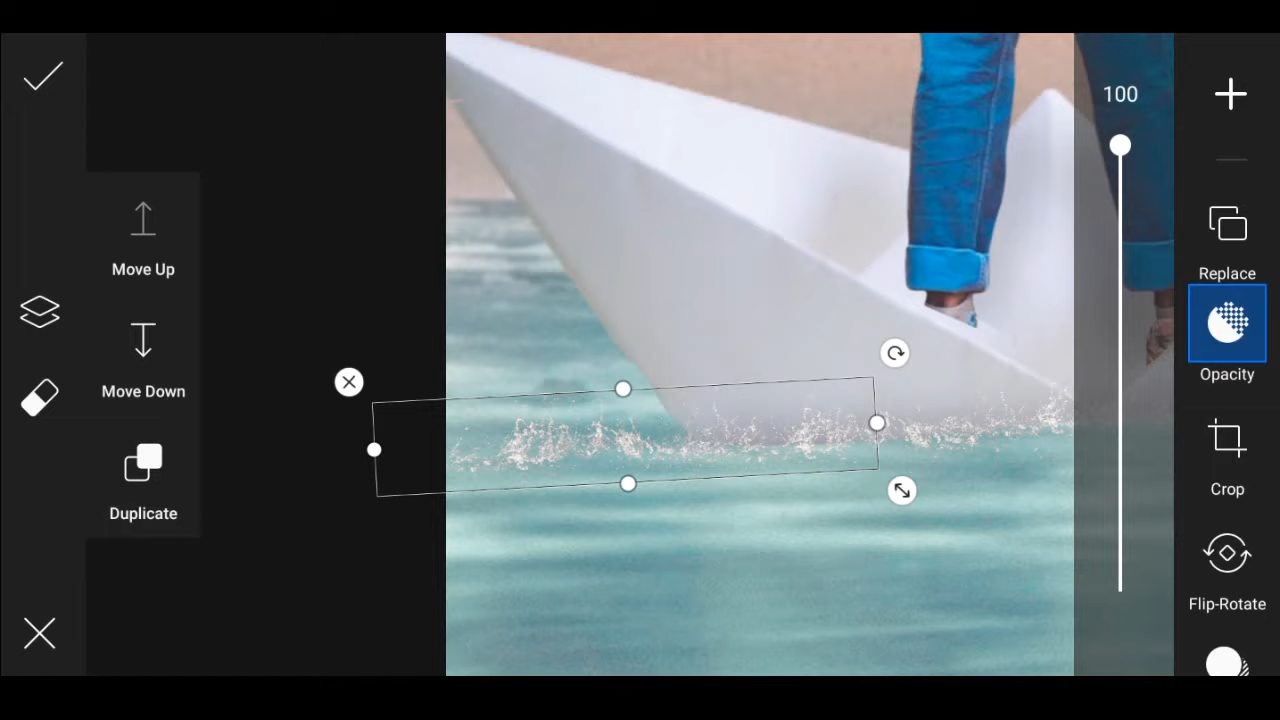 Move Up
Move Down
Duplicate
100
Replace
Opacity
Crop
Flip-Rotate